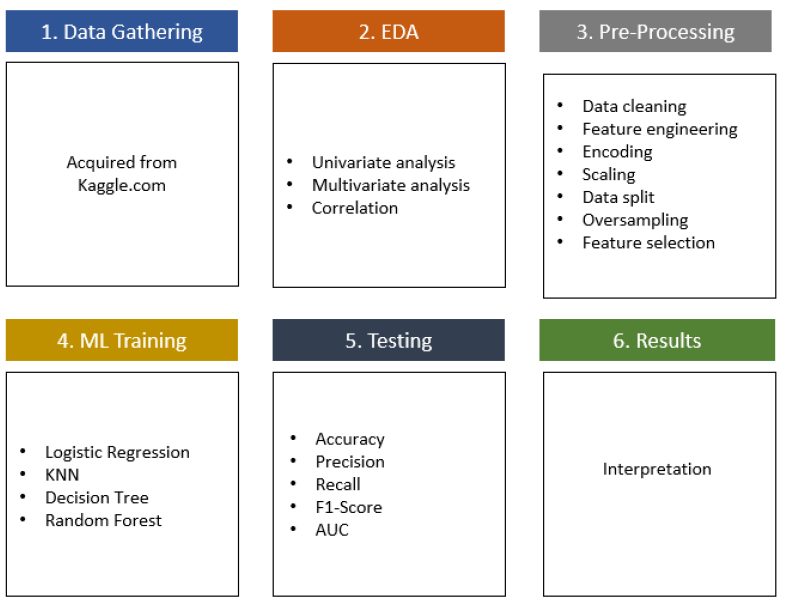 1. Data Gathering
Acquired from
Kaggle.com
2. EDA
• Univariate analysis
• Multivariate analysis
• Correlation
3. Pre-Processing
• Data cleaning
• Feature engineering
• Encoding
• Scaling
• Data split
• Oversampling
• Feature selection
4. ML Training
• Logistic Regression
• KNN
• Decision Tree
• Random Forest
5. Testing
• Accuracy
• Precision
• Recall
• F1-Score
• AUC
6. Results
Interpretation